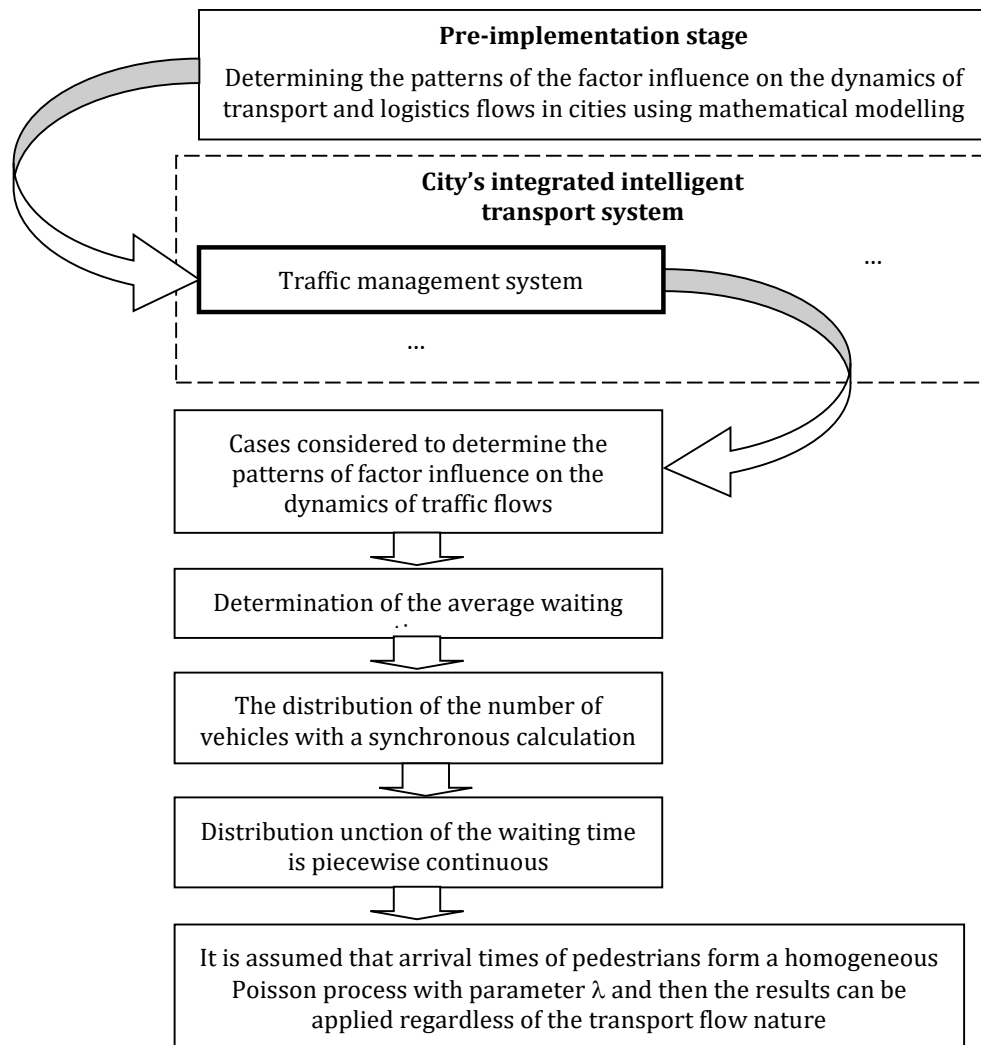 Pre-implementation stage
Determining the patterns of the factor influence on the dynamics of
transport and logistics flows in cities using mathematical modelling
City’s integrated intelligent
transport system
...
Traffic management system
...
Cases considered to determine the
patterns of factor influence on the
dynamics of traffic flows
Determination of the average waiting
The distribution of the number of
vehicles with a synchronous calculation
Distribution unction of the waiting time
is piecewise continuous
It is assumed that arrival times of pedestrians form a homogeneous
Poisson process with parameter λ and then the results can be
applied regardless of the transport flow nature